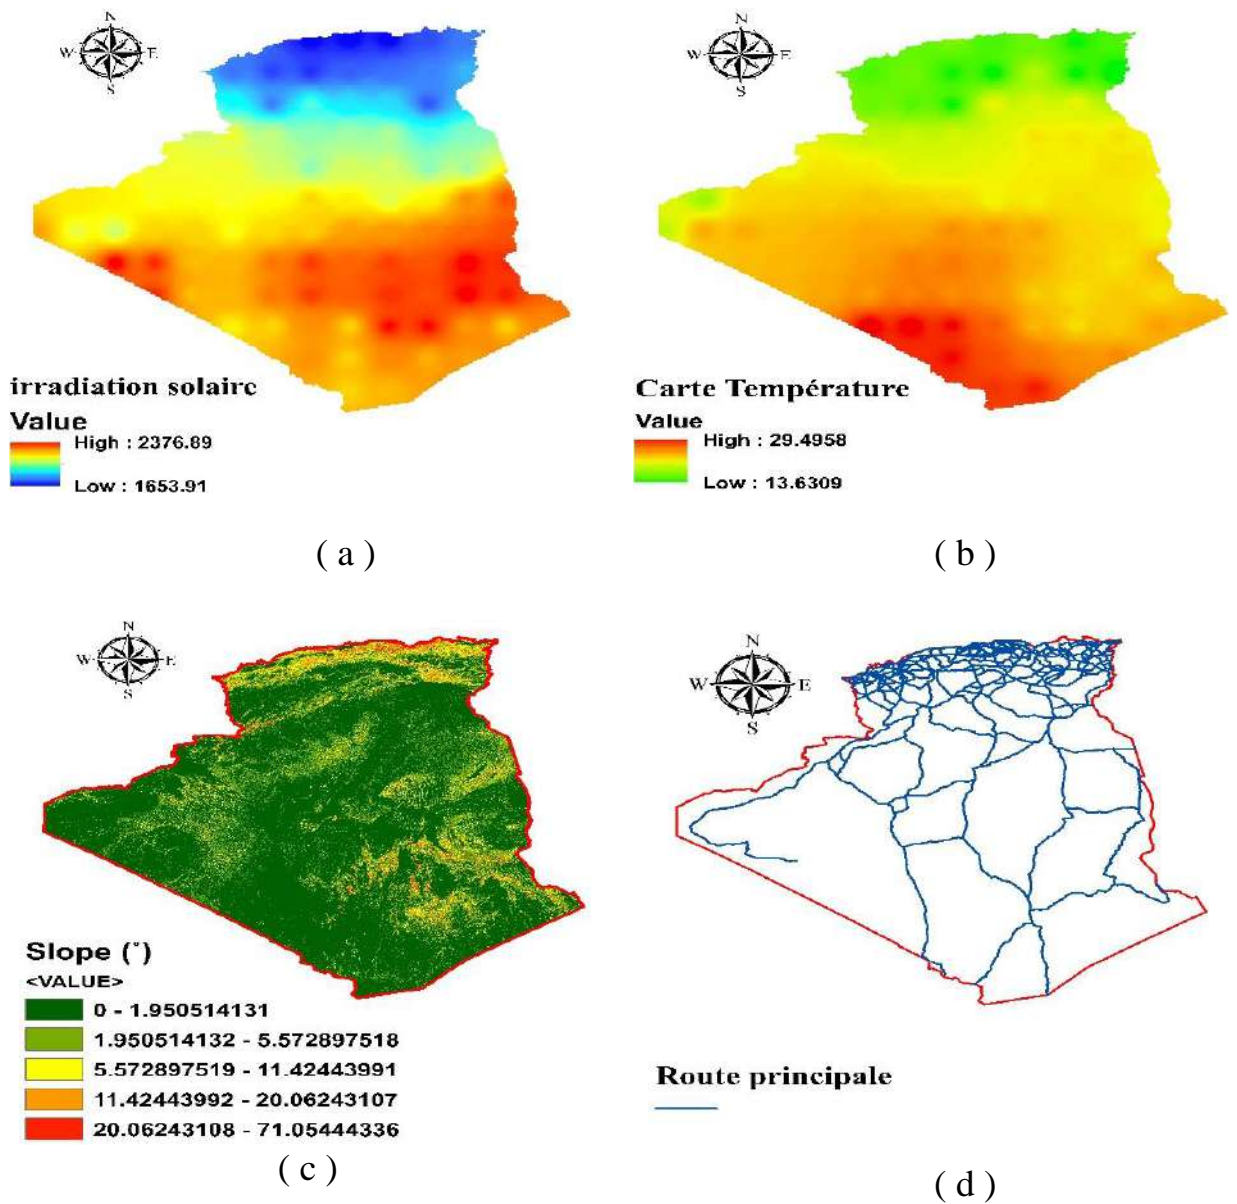 N
W E
S
irradiation solaire
Value
High : 2376.89
Low : 1653.91
( a )
N
W E
S
Carte Température
Value
High : 29.4958
Low : 13.6309
( b )
N
W E
S
Slope (°)
<VALUE>
0 - 1.950514131
1.950514132 - 5.572897518
5.572897519 - 11.42443991
11.42443992 - 20.06243107
20.06243108 - 71.05444336
( c )
N
W E
S
Route principale
( d )